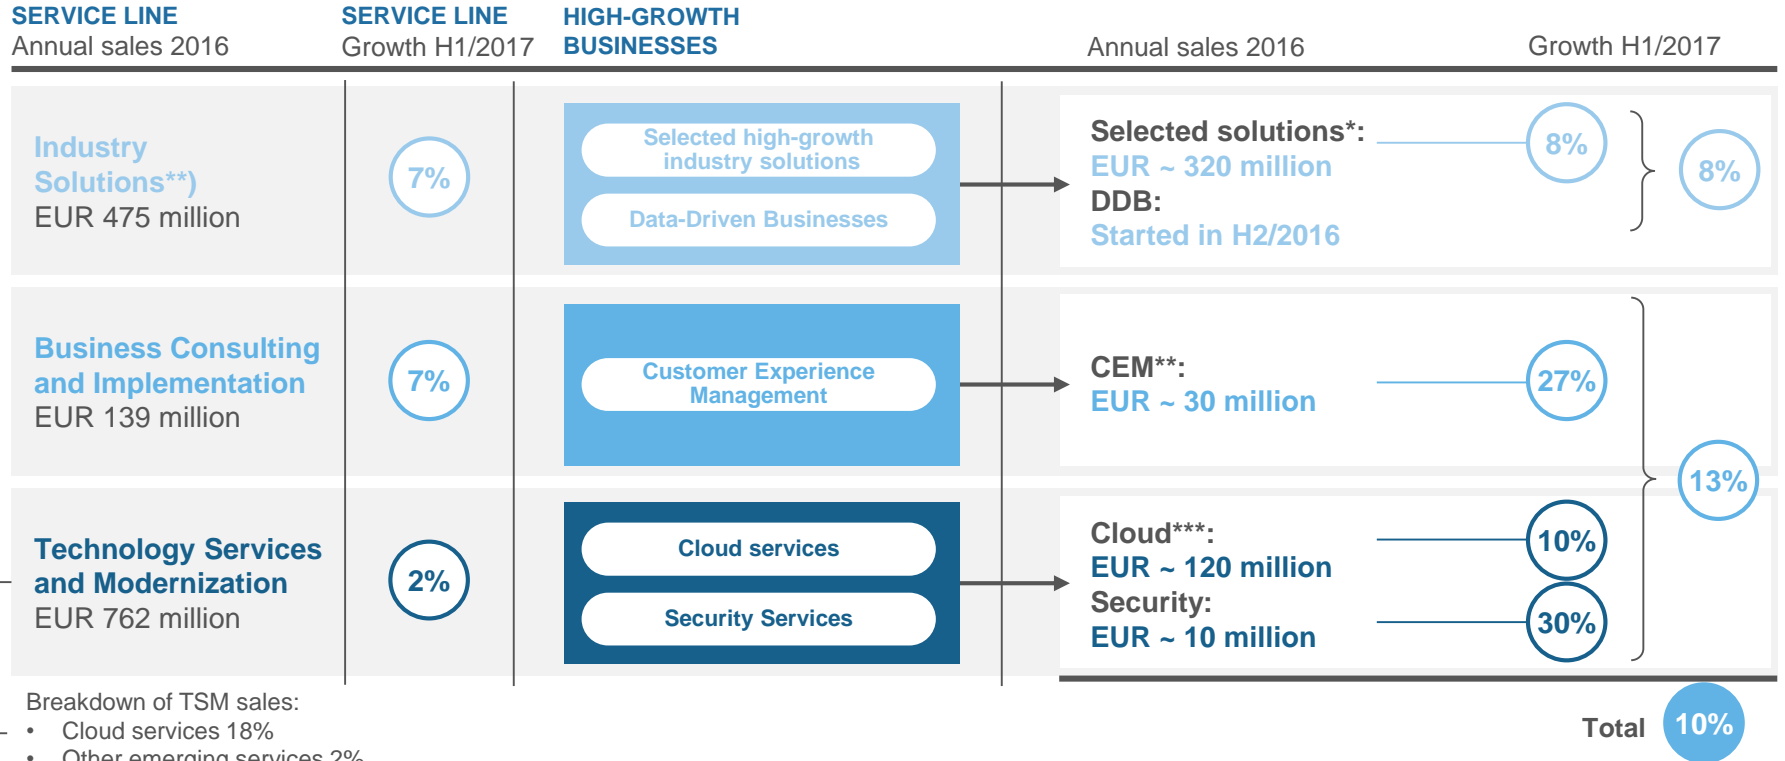 SERVICE LINE
Annual sales 2016
SERVICE LINE
Growth H1/2017
HIGH-GROWTH
BUSINESSES
Annual sales 2016
Growth H1/2017
Industry
Solutions**)
EUR 475 million
7%
Selected high-growth
industry solutions
Data-Driven Businesses
Selected solutions*:
EUR ~ 320 million
DDB:
Started in H2/2016
8%
8%
Business Consulting
and Implementation
EUR 139 million
7%
Customer Experience
Management
CEM**:
EUR ~ 30 million
27%
13%
Technology Services
and Modernization
EUR 762 million
2%
Cloud services
Security Services
Cloud***:
EUR ~ 120 million
Security:
EUR ~ 10 million
10%
30%
Breakdown of TSM sales:
• Cloud services 18%
• Other emerging services 2%
Total
10%